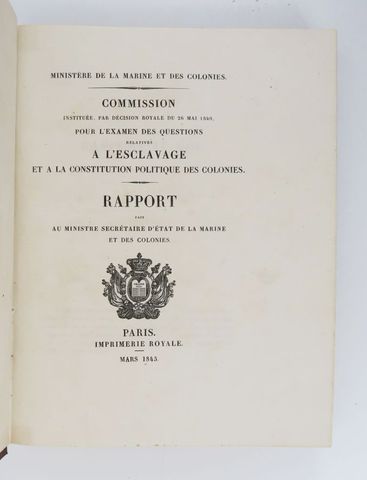 MINISTÈRE DE LA MARINE ET DES COLONIES.
COMMISSION
INSTITUÉE, PAR DÉCISION ROYALE DU 26 MAI 1840,
POUR L'EXAMEN DES QUESTIONS
RELATIVES
A L'ESCLAVAGE
ET A LA CONSTITUTION POLITIQUE DES COLONIES.
RAPPORT
FAIT
AU MINISTRE SECRÉTAIRE D'ÉTAT DE LA MARINE
ET DES COLONIES.
PARIS.
IMPRIMERIE ROYALE.
MARS 1843